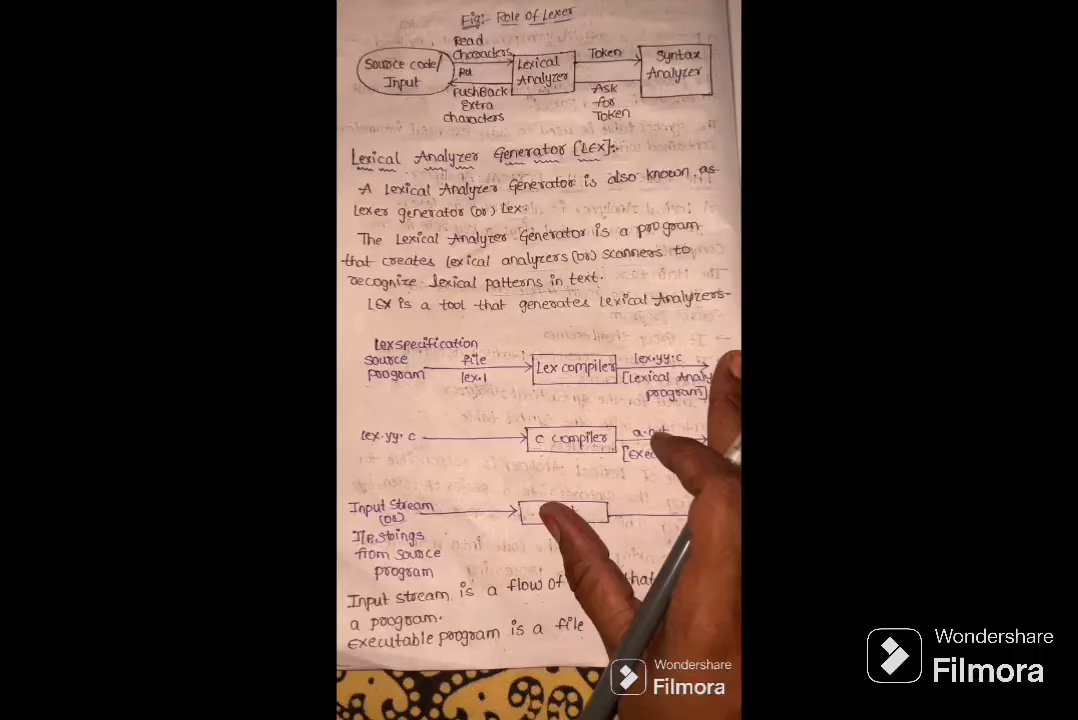 Fig:- Role of Lexer
Read
characters
Source code/
Input
Lexical
Analyzer
Token
Syntax
Analyzer
PushBack
Extra
characters
Ask
for
Token
Lexical Analyzer Generator [LEX]:-
A Lexical Analyzer Generator is also known as
Lexer generator (or) Lex.
The Lexical Analyzer Generator is a program
that creates lexical analyzers (or) scanners to
recognize lexical patterns in text.
LEX is a tool that generates Lexical Analyzers-
Lex specification
source
program
file
lex.l
Lex compiler
lex.yy.c
[Lexical Analy
program]
lex.yy.c
c compiler
[Execu
Input stream
(or)
I/p strings
from source
program
Input stream is a flow of that
a program.
executable program is a file
Wondershare
Filmora
Wondershare
Filmora